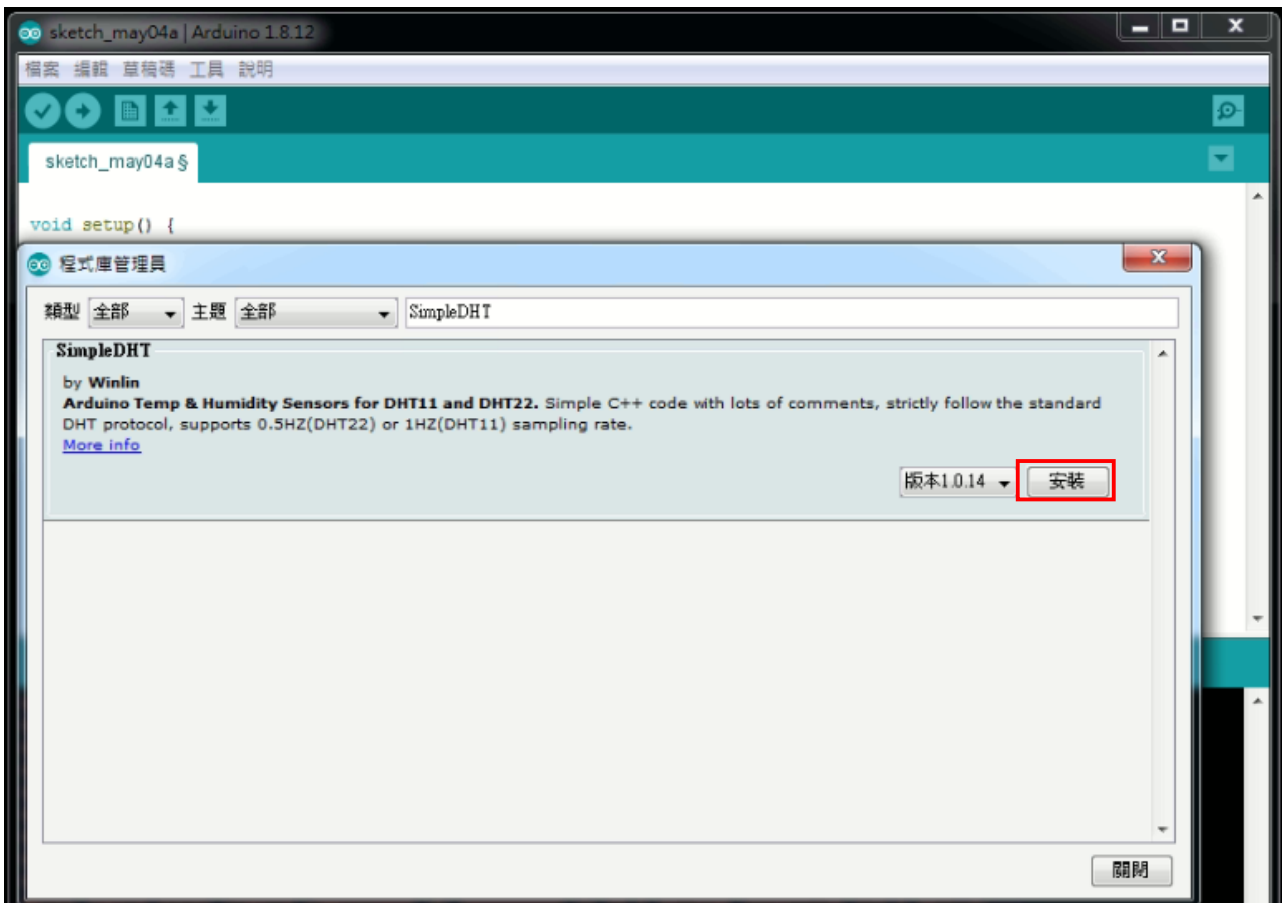 sketch_may04a | Arduino 1.8.12
檔案 編輯 草稿碼 工具 說明
sketch_may04a §
void setup() {
程式庫管理員
類型 全部 主題 全部 SimpleDHT
SimpleDHT
by Winlin
Arduino Temp & Humidity Sensors for DHT11 and DHT22. Simple C++ code with lots of comments, strictly follow the standard
DHT protocol, supports 0.5HZ(DHT22) or 1HZ(DHT11) sampling rate.
More info
版本1.0.14 安裝
關閉